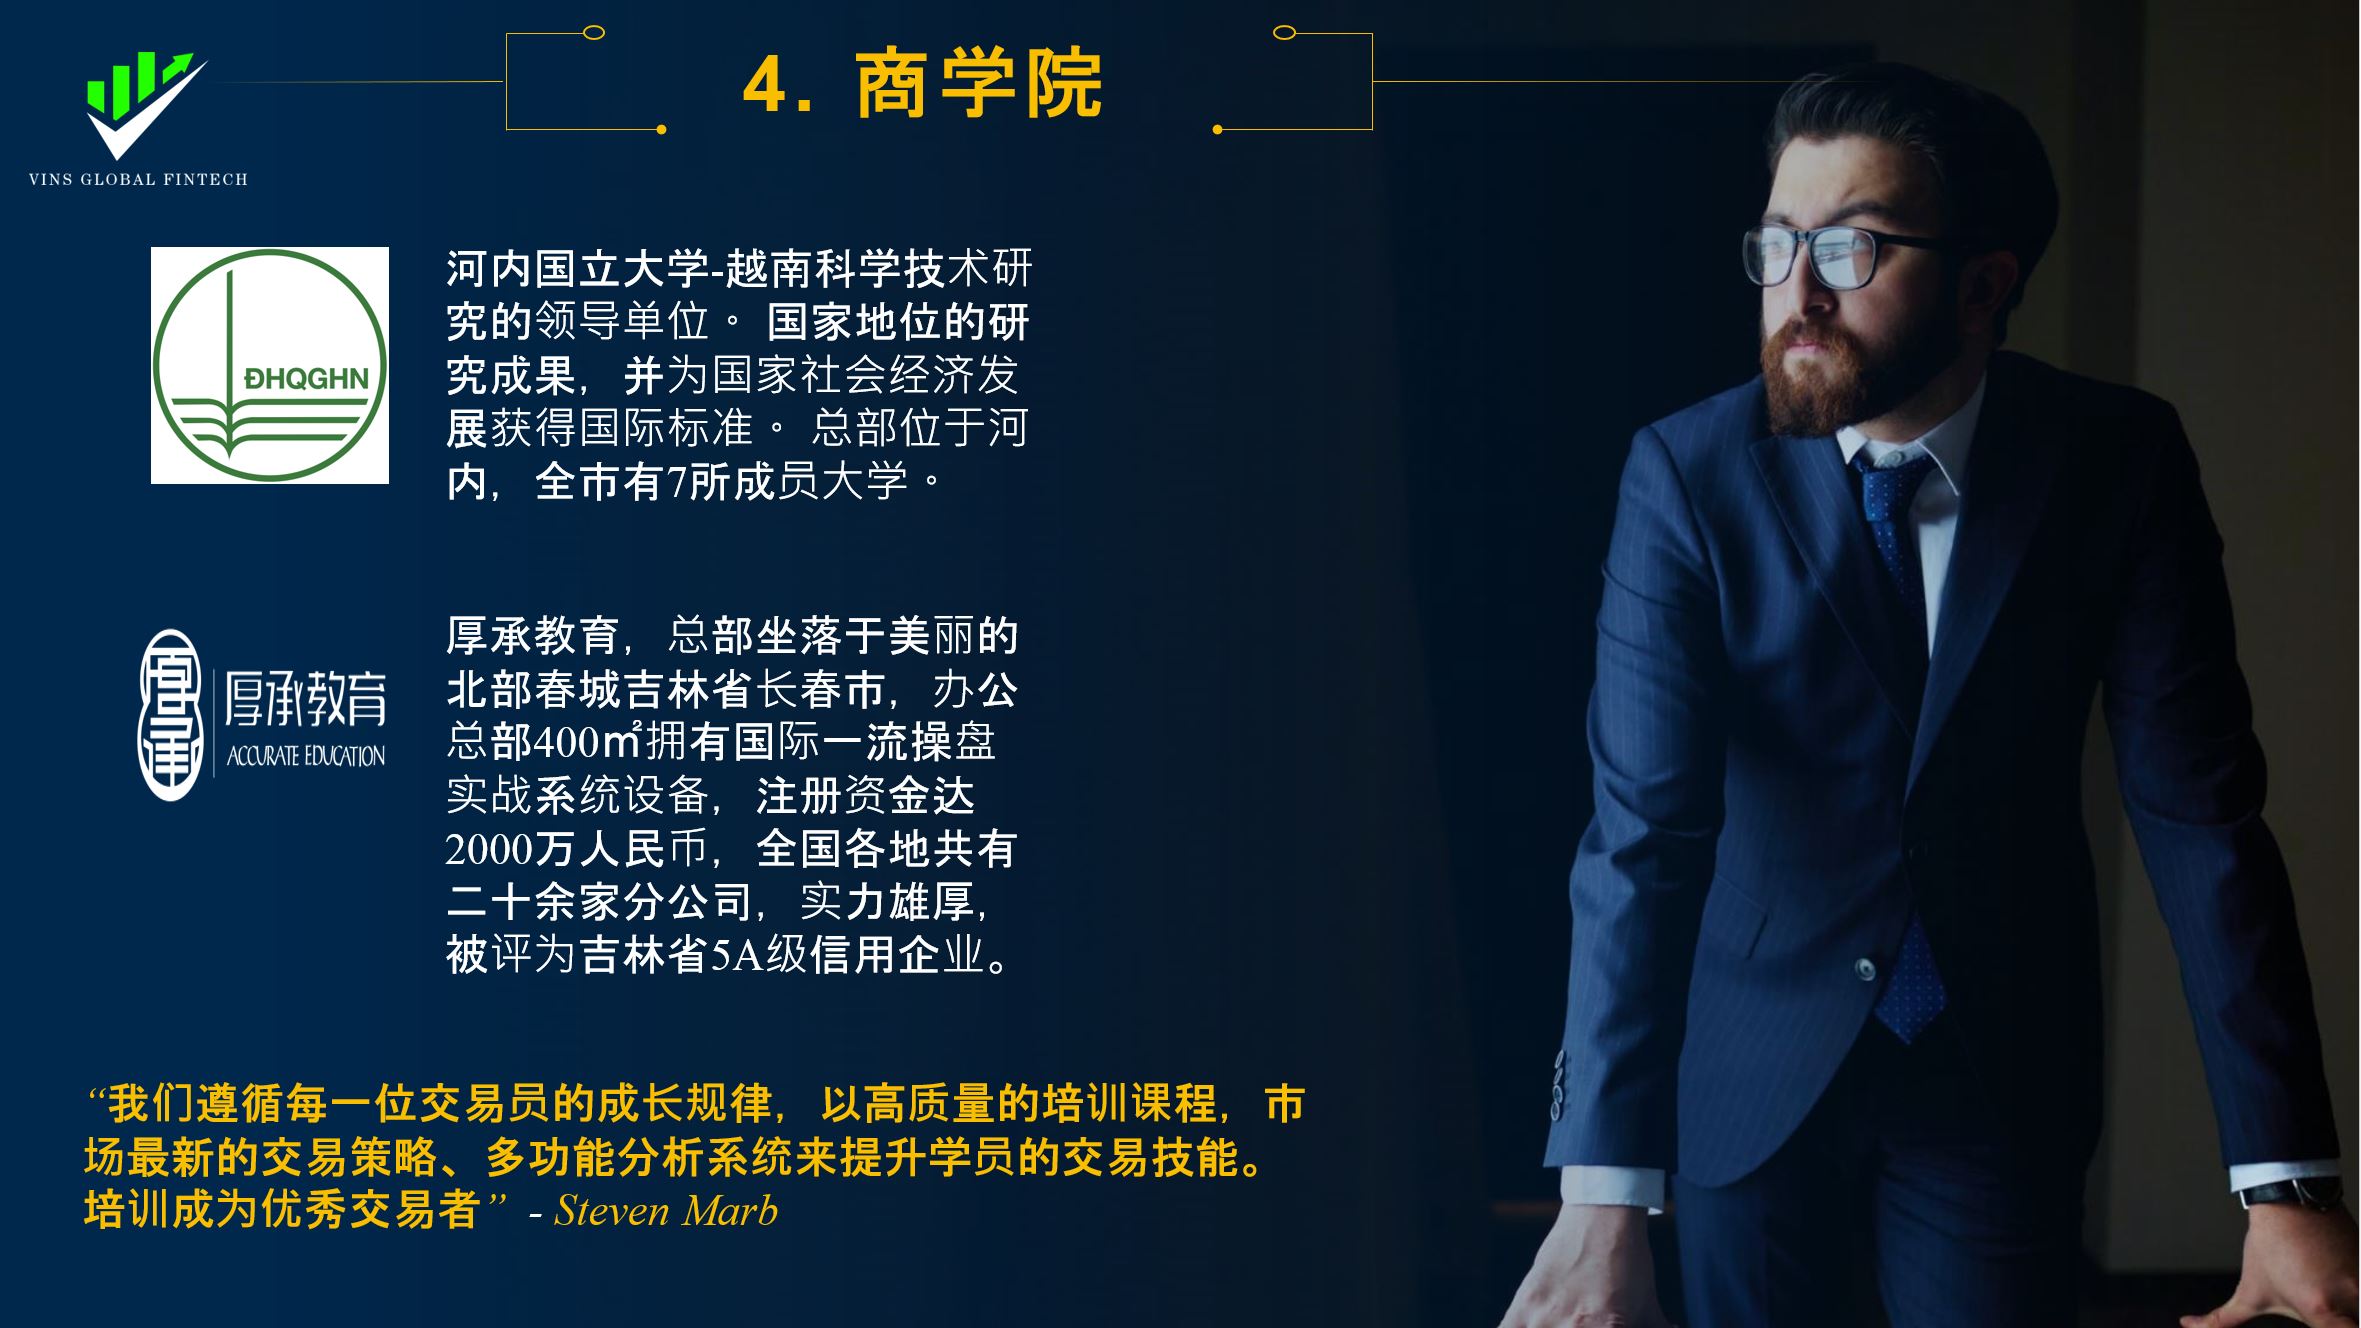 4. 商学院
VINS GLOBAL FINTECH
河内国立大学-越南科学技术研
究的领导单位。 国家地位的研
究成果，并为国家社会经济发
展获得国际标准。 总部位于河
内，全市有7所成员大学。
ĐHQGHN
厚承教育，总部坐落于美丽的
北部春城吉林省长春市，办公
总部400㎡拥有国际一流操盘
实战系统设备，注册资金达
2000万人民币，全国各地共有
二十余家分公司，实力雄厚，
被评为吉林省5A级信用企业。
厚承
厚承教育
ACCURATE EDUCATION
“我们遵循每一位交易员的成长规律，以高质量的培训课程，市
场最新的交易策略、多功能分析系统来提升学员的交易技能。
培训成为优秀交易者” - Steven Marb